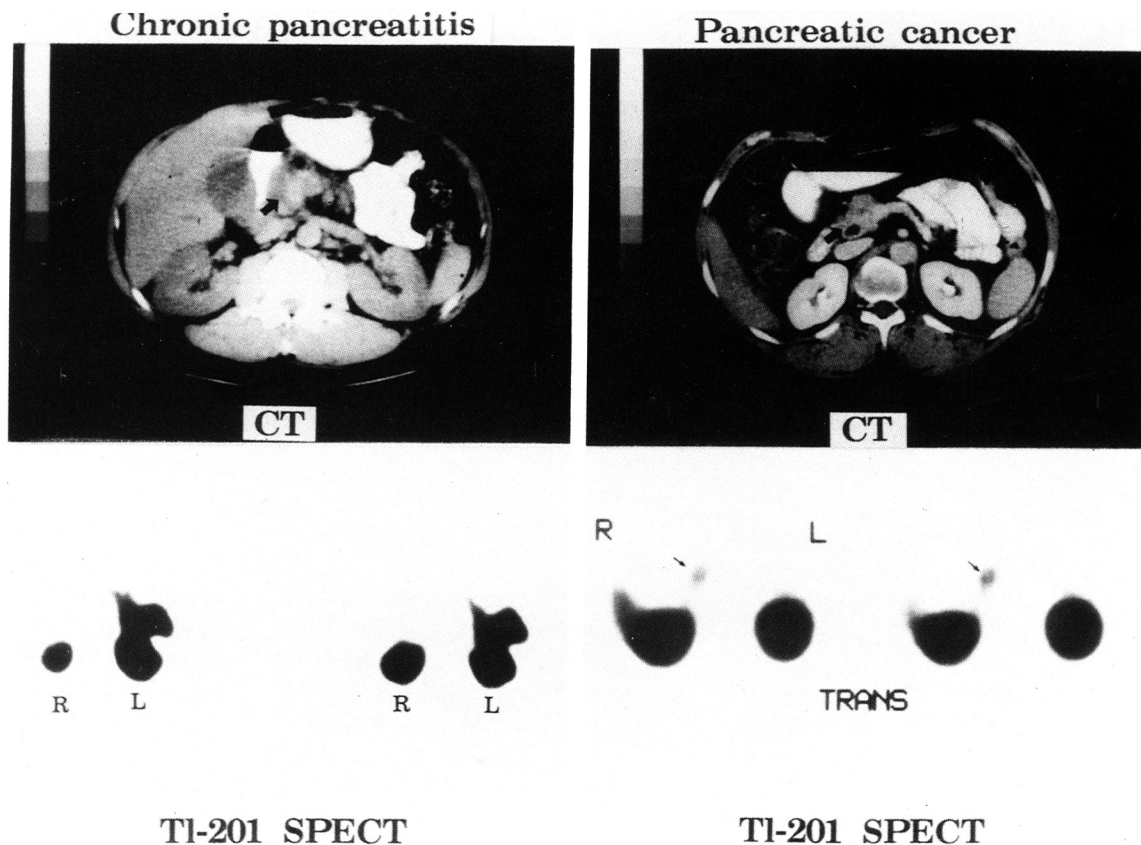 Chronic pancreatitis
Pancreatic cancer
CT
CT
R
L
R
L
R
L
TRANS
Tl-201 SPECT
Tl-201 SPECT